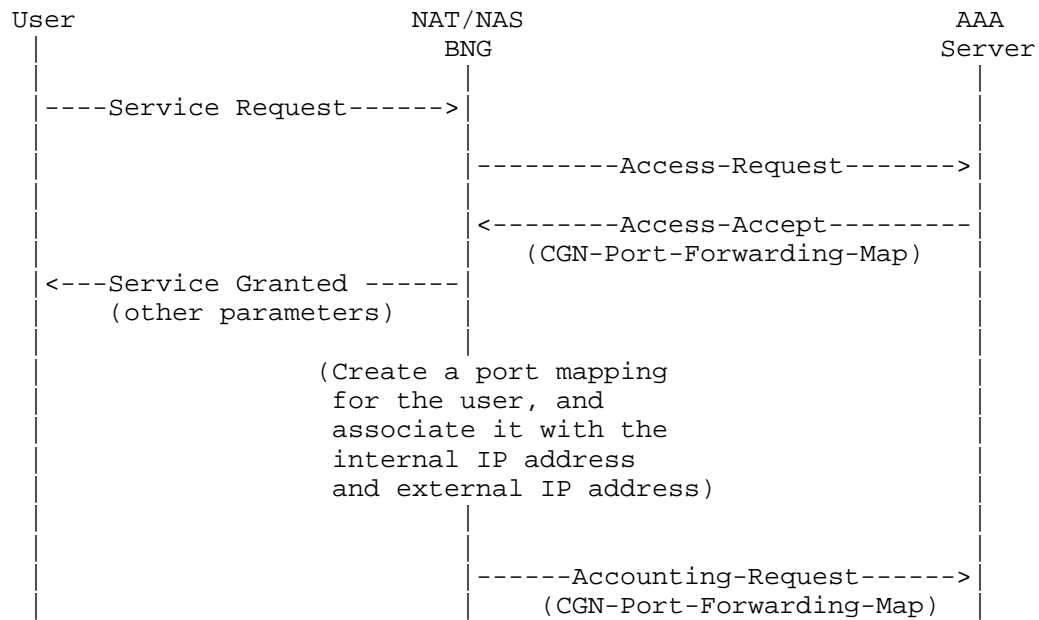 User NAT/NAS AAA
BNG Server
----Service Request------>
---------Access-Request------->
<--------Access-Accept---------
(CGN-Port-Forwarding-Map)
<---Service Granted ------
(other parameters)
(Create a port mapping
for the user, and
associate it with the
internal IP address
and external IP address)
------Accounting-Request------>
(CGN-Port-Forwarding-Map)